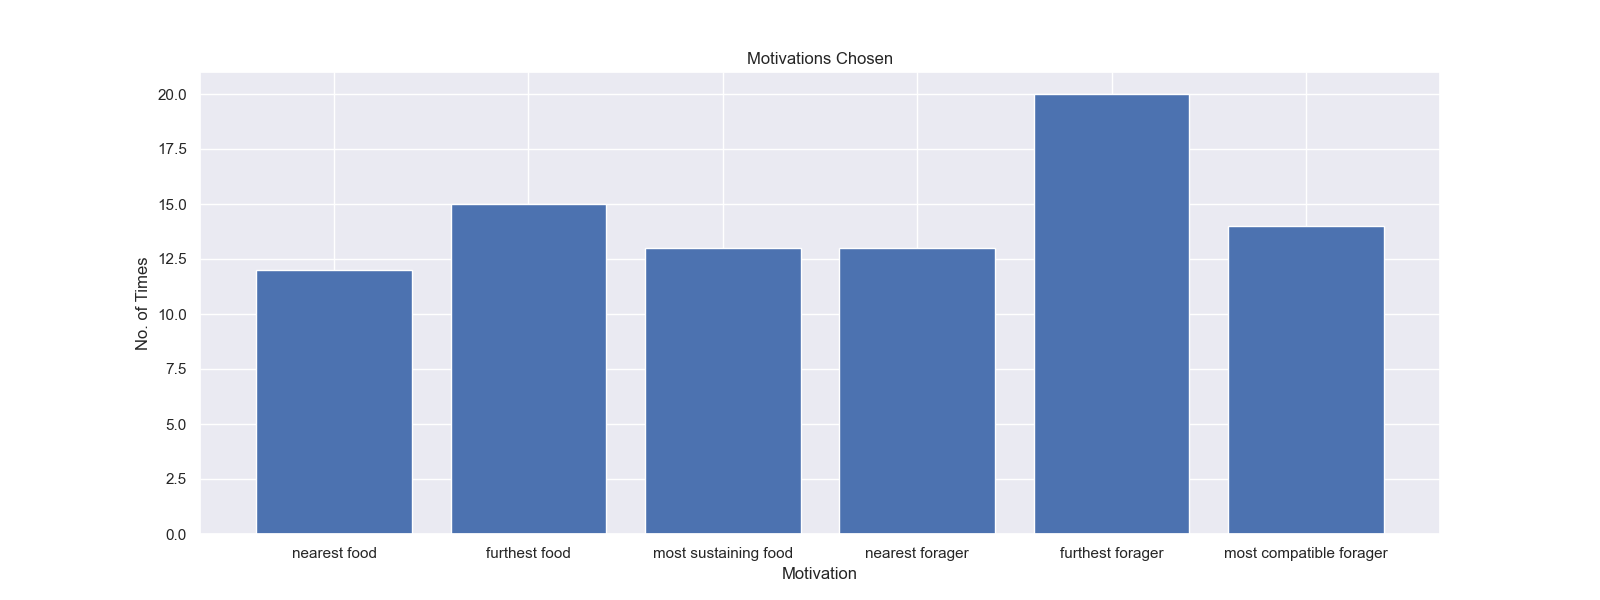 Motivations Chosen
20.0
17.5
15.0
12.5
10.0
7.5
5.0
2.5
0.0
No. of Times
nearest food furthest food most sustaining food nearest forager furthest forager most compatible forager
Motivation